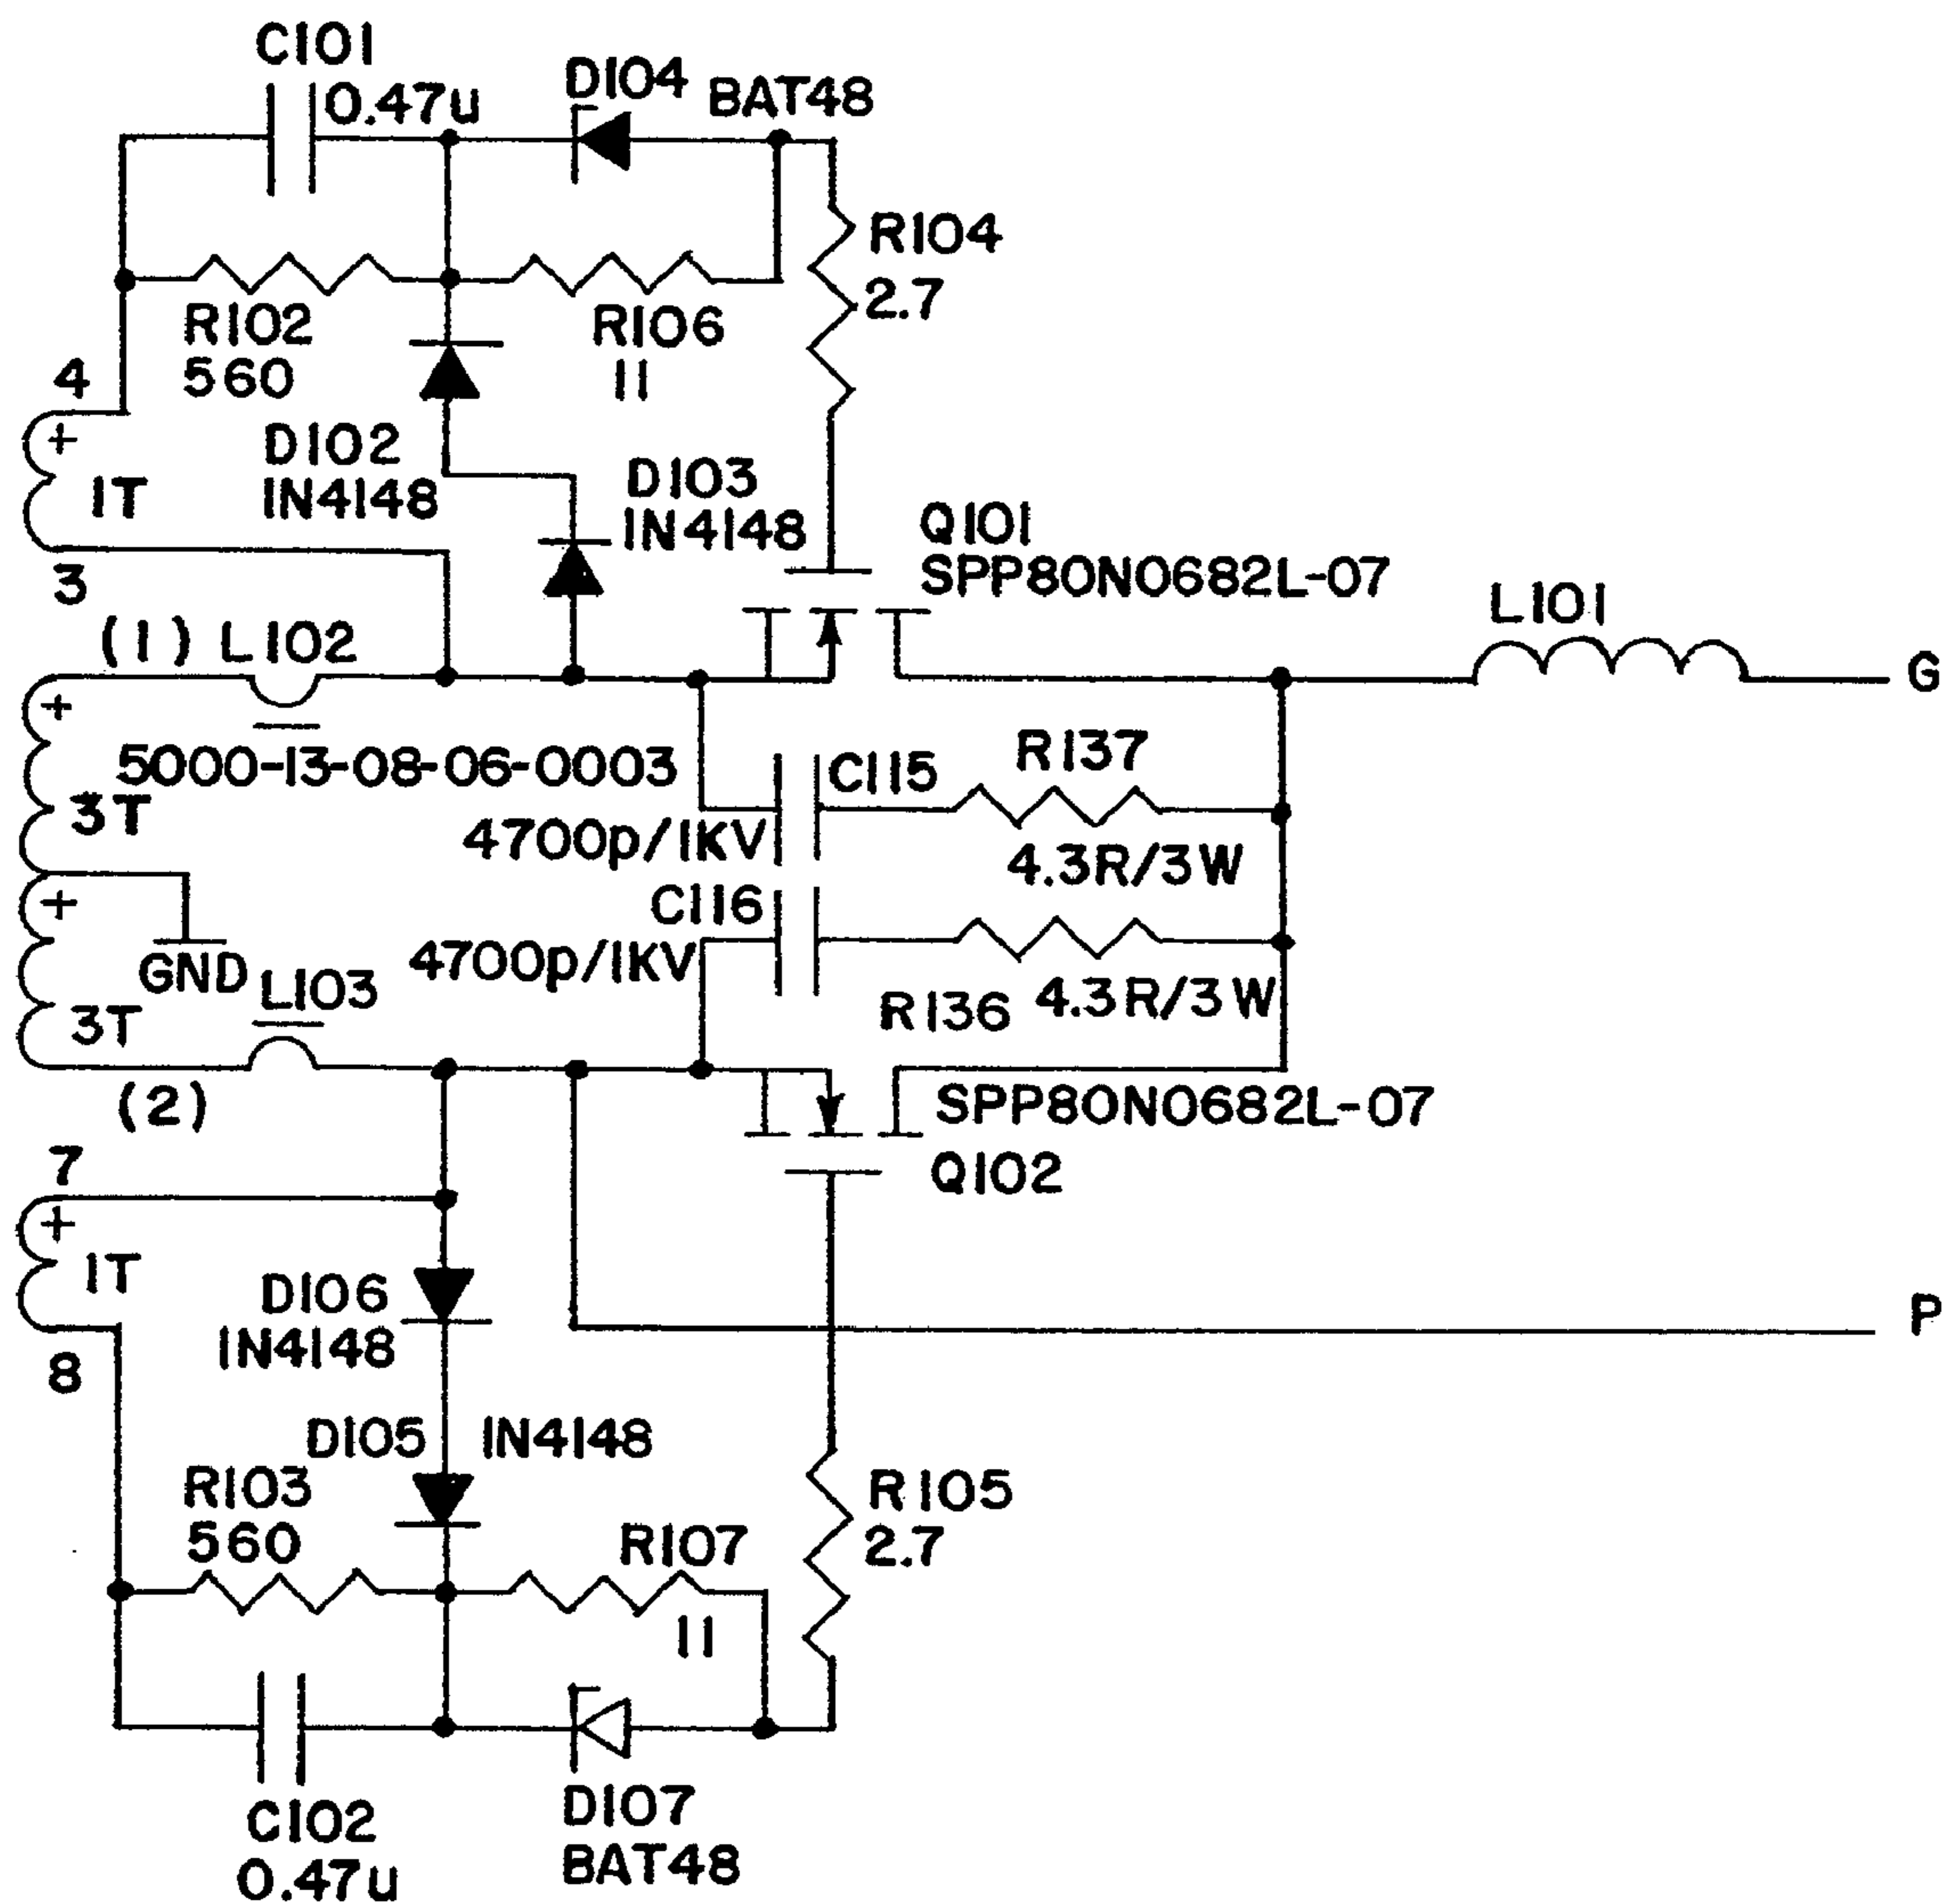 C101
0.47u
D104 BAT48
R104
2.7
R102
560
R106
11
4
+
1T
D102
1N4148
D103
1N4148
Q101
SPP80N0682L-07
3
L101
G
(1) L102
+
5000-13-08-06-0003
3T
C115
4700p/1KV
R137
4.3R/3W
C116
4700p/1KV
+
GND
L103
R136 4.3R/3W
3T
(2)
SPP80N0682L-07
Q102
7
+
1T
D106
1N4148
P
8
D105 1N4148
R103
560
R107
11
R105
2.7
C102
0.47u
D107
BAT48